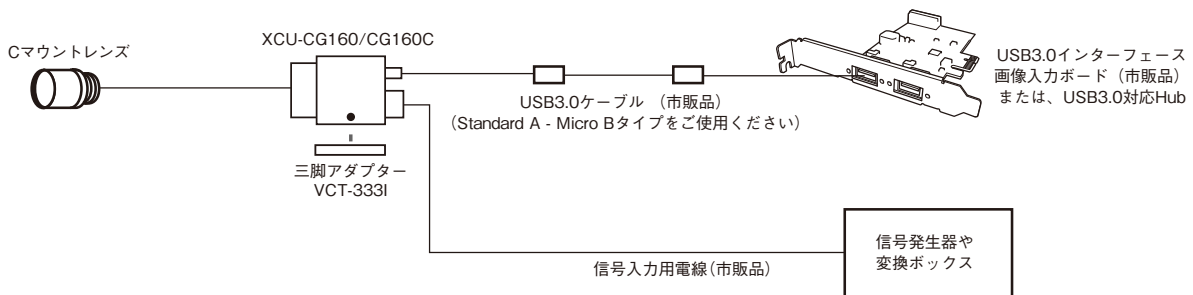 Cマウントレンズ
XCU-CG160/CG160C
三脚アダプター
VCT-333I
USB3.0ケーブル （市販品）
（Standard A - Micro Bタイプをご使用ください）
USB3.0インターフェース
画像入力ボード（市販品）
または、USB3.0対応Hub
信号入力用電線（市販品）
信号発生器や
変換ボックス